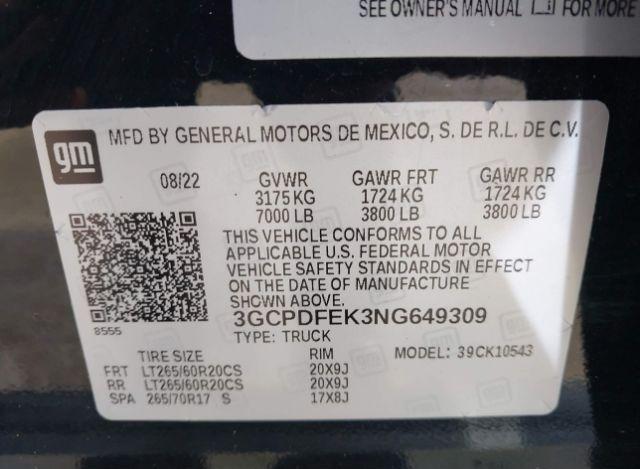 SEE OWNER'S MANUAL FOR MORE
gm
MFD BY GENERAL MOTORS DE MEXICO, S. DE R.L. DE C.V.
08/22 GVWR GAWR FRT GAWR RR
3175 KG 1724 KG 1724 KG
7000 LB 3800 LB 3800 LB
THIS VEHICLE CONFORMS TO ALL
APPLICABLE U.S. FEDERAL MOTOR
VEHICLE SAFETY STANDARDS IN EFFECT
ON THE DATE OF MANUFACTURE
SHOWN ABOVE.
8555
3GCPDFEK3NG649309
TYPE: TRUCK
TIRE SIZE RIM MODEL: 39CK10543
FRT LT265/60R20CS 20X9J
RR LT265/60R20CS 20X9J
SPA 265/70R17 S 17X8J